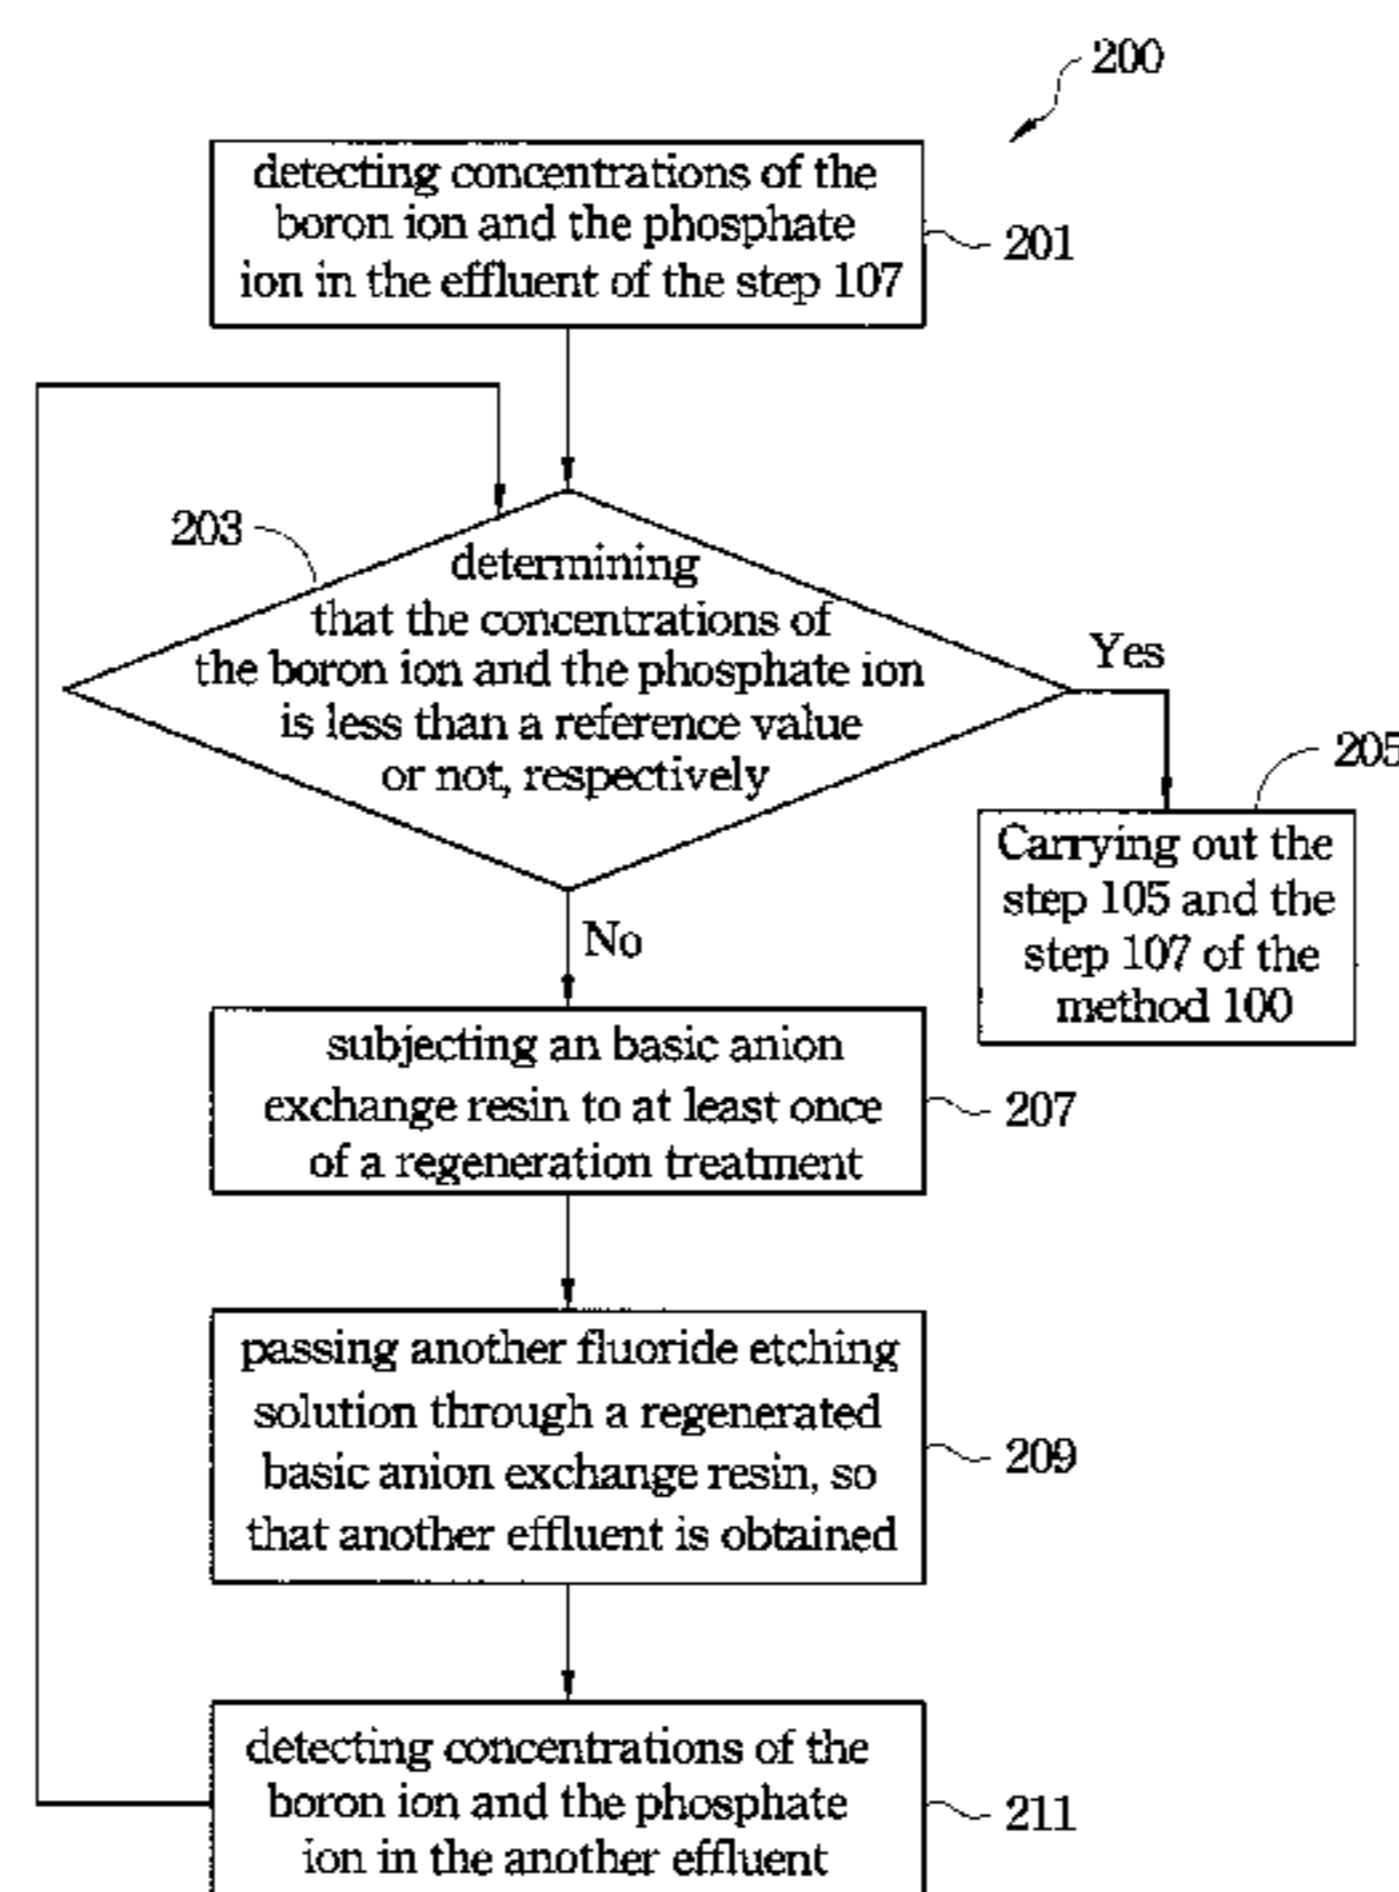 200
detecting concentrations of the
boron ion and the phosphate
ion in the effluent of the step 107
201
203
determining
that the concentrations of
the boron ion and the phosphate ion
is less than a reference value
or not, respectively
Yes
205
Carrying out the
step 105 and the
step 107 of the
method 100
No
subjecting an basic anion
exchange resin to at least once
of a regeneration treatment
207
passing another fluoride etching
solution through a regenerated
basic anion exchange resin, so
that another effluent is obtained
209
detecting concentrations of the
boron ion and the phosphate
ion in the another effluent
211